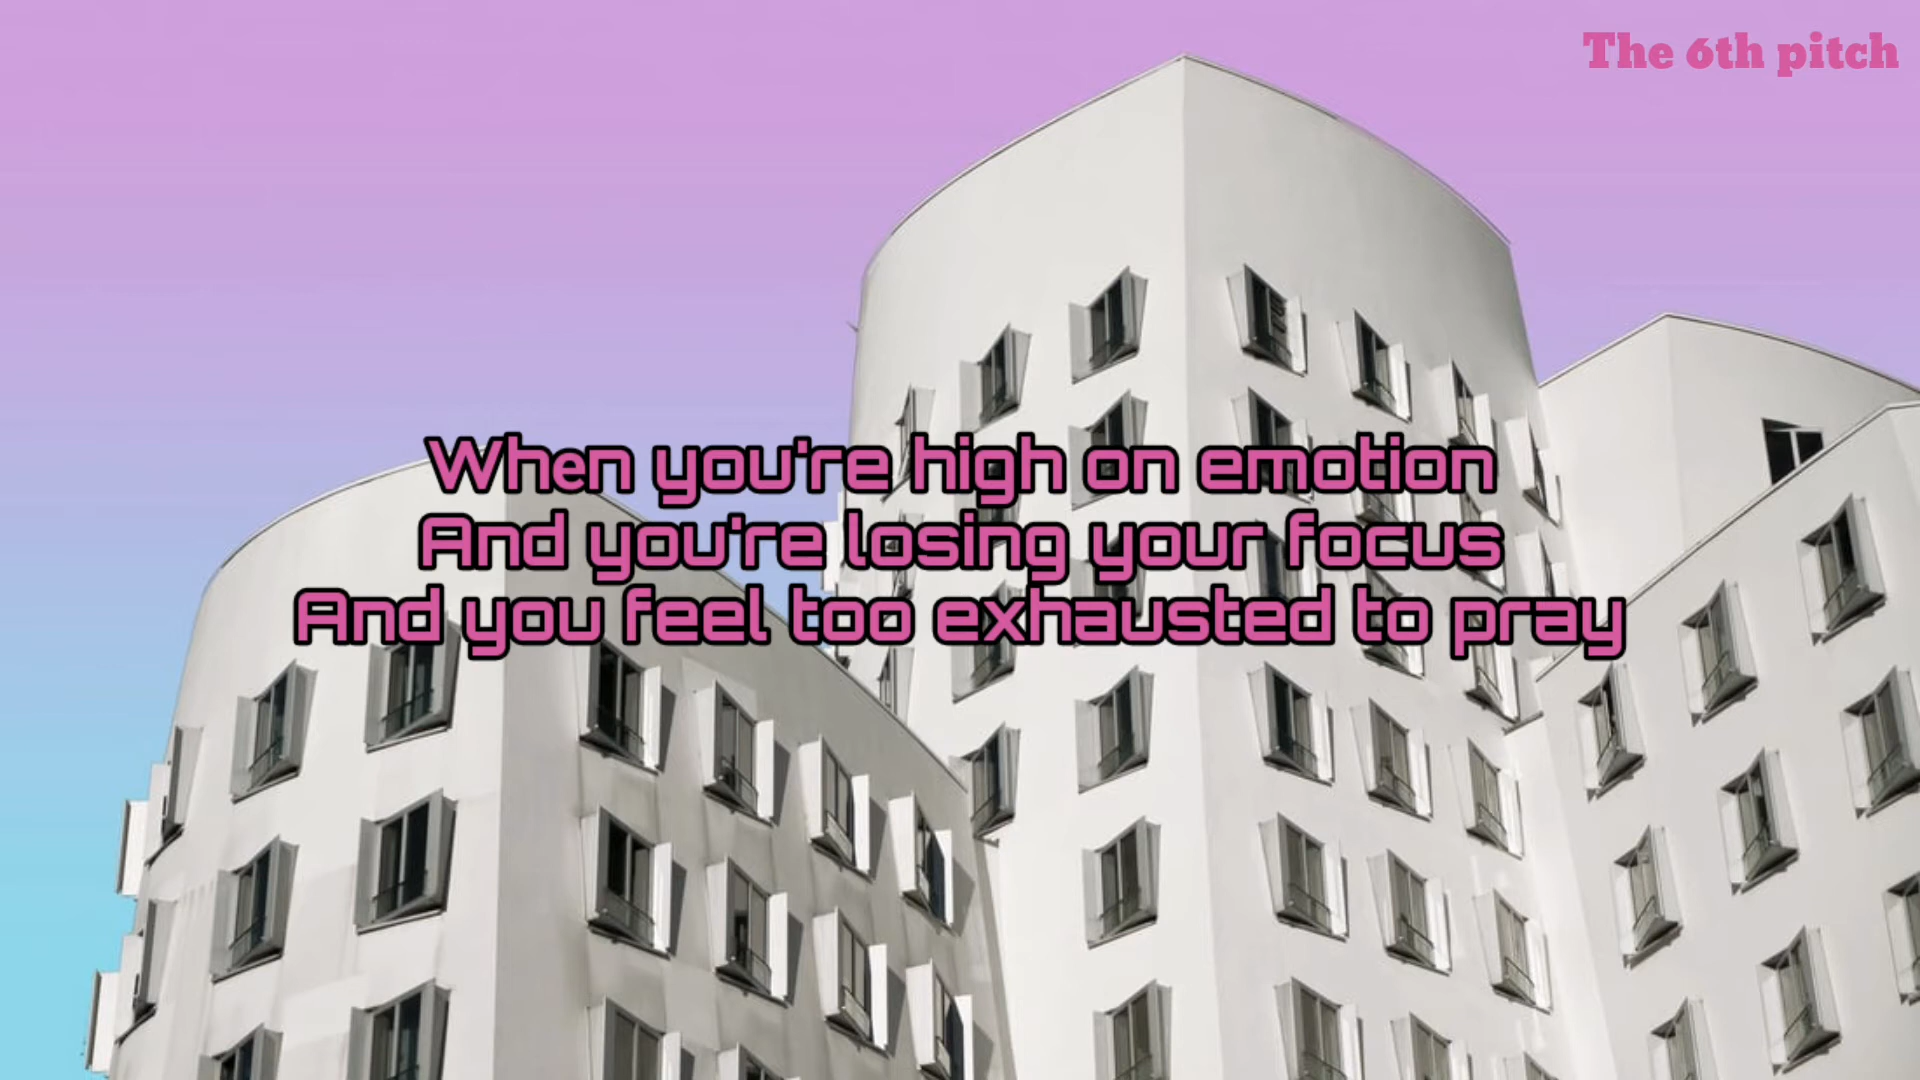 The 6th pitch
When you're high on emotion
And you're losing your focus
And you feel too exhausted to pray